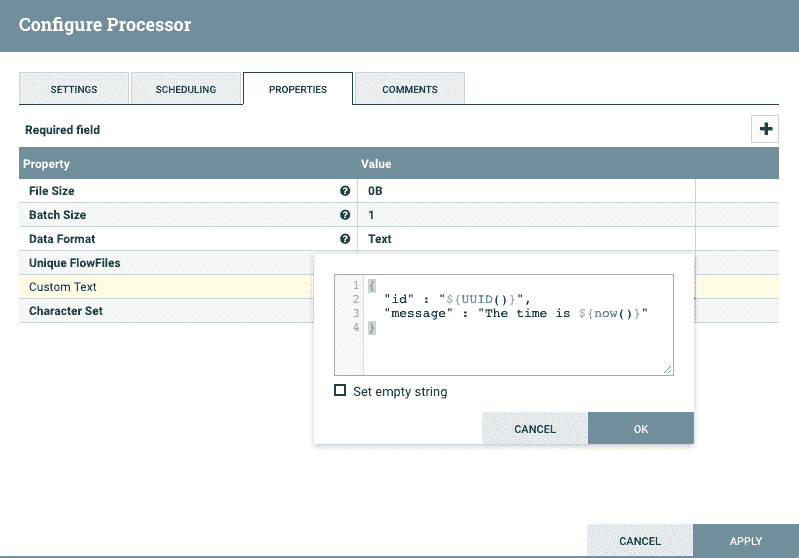 Configure Processor
SETTINGS SCHEDULING PROPERTIES COMMENTS
Required field
Property Value
File Size 0B
Batch Size 1
Data Format Text
Unique FlowFiles
Custom Text
Character Set
1 {
2 "id" : "${UUID()}",
3 "message" : "The time is ${now()}"
4 }
Set empty string
CANCEL OK
CANCEL APPLY